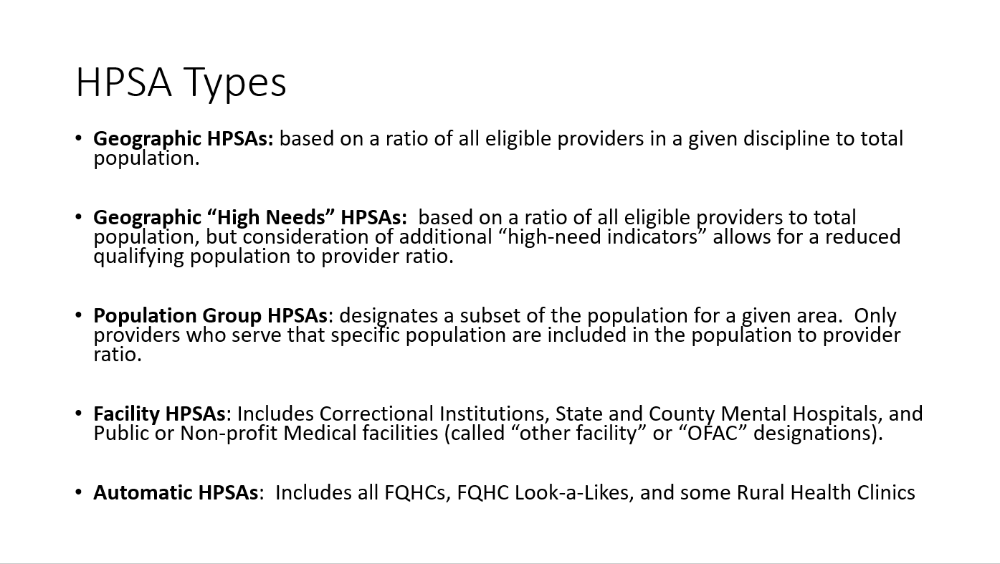 HPSA Types
• Geographic HPSAs: based on a ratio of all eligible providers in a given discipline to total
population.
• Geographic “High Needs” HPSAs:  based on a ratio of all eligible providers to total
population, but consideration of additional “high-need indicators” allows for a reduced
qualifying population to provider ratio.
• Population Group HPSAs: designates a subset of the population for a given area.  Only
providers who serve that specific population are included in the population to provider
ratio.
• Facility HPSAs: Includes Correctional Institutions, State and County Mental Hospitals, and
Public or Non-profit Medical facilities (called “other facility” or “OFAC” designations).
• Automatic HPSAs:  Includes all FQHCs, FQHC Look-a-Likes, and some Rural Health Clinics